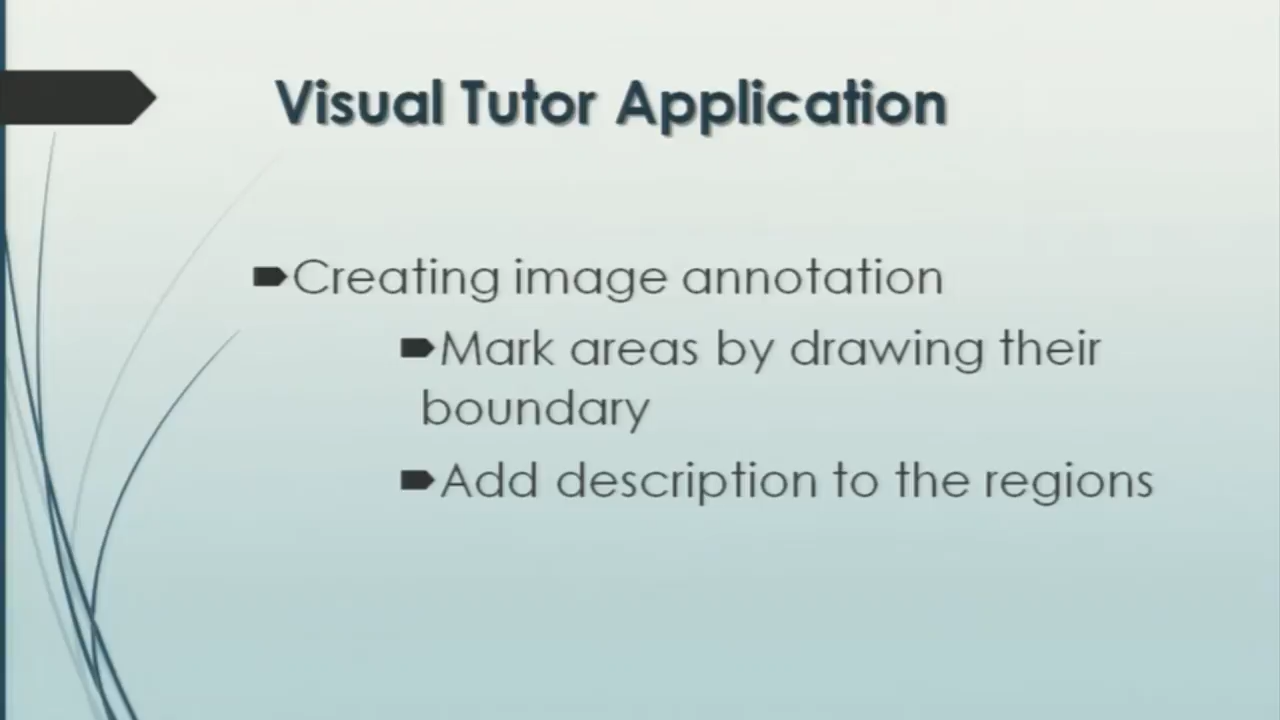 Visual Tutor Application
Creating image annotation
Mark areas by drawing their
boundary
Add description to the regions